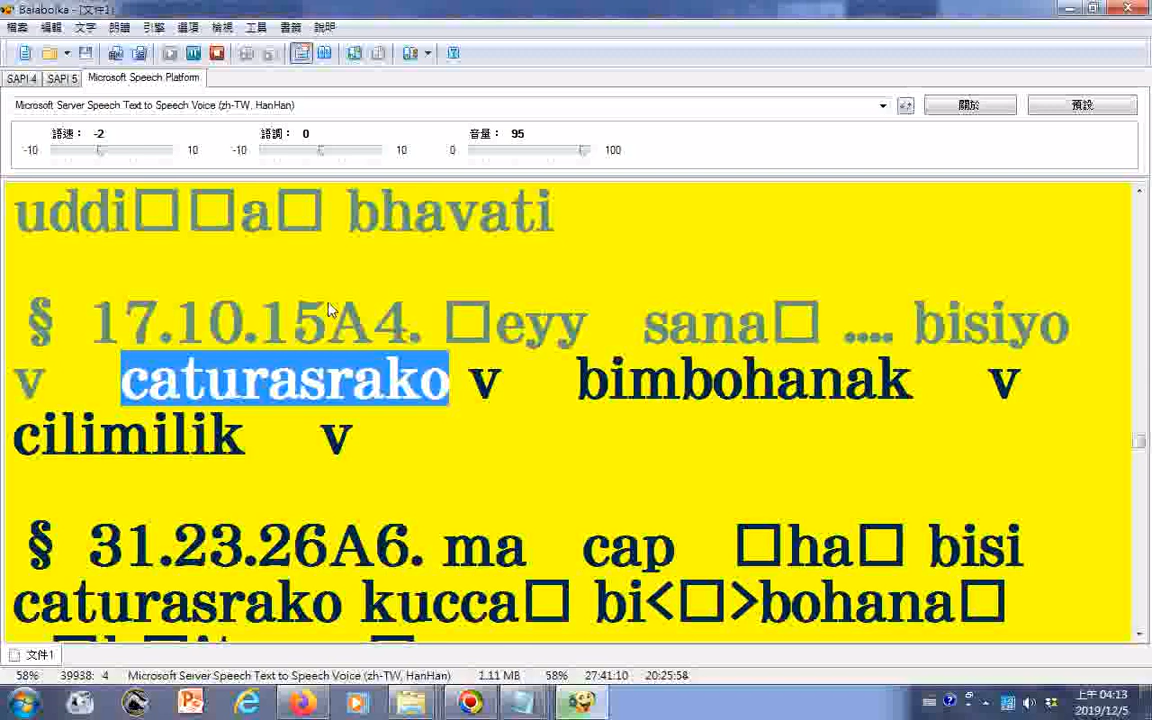 Balabolka - [文件1]
檔案 編輯 文字 朗讀 引擎 選項 檢視 工具 書籤 說明
SAPI 4 SAPI 5 Microsoft Speech Platform
Microsoft Server Speech Text to Speech Voice (zh-TW, HanHan) 關於 預設
語速： -2 語調： 0 音量： 95
-10 10 -10 10 0 100
uddi□□a□ bhavati
§ 17.10.15A4. □eyy sana□ .... bisiyo
v caturasrako v bimbohanak v
cilimilik v
§ 31.23.26A6. ma cap □ha□ bisi
caturasrako kucca□ bi<□>bohana□
文件1
58% 39938: 4 Microsoft Server Speech Text to Speech Voice (zh-TW, HanHan) 1.11 MB 58% 27:41:10 20:25:58
上午 04:13
2019/12/5